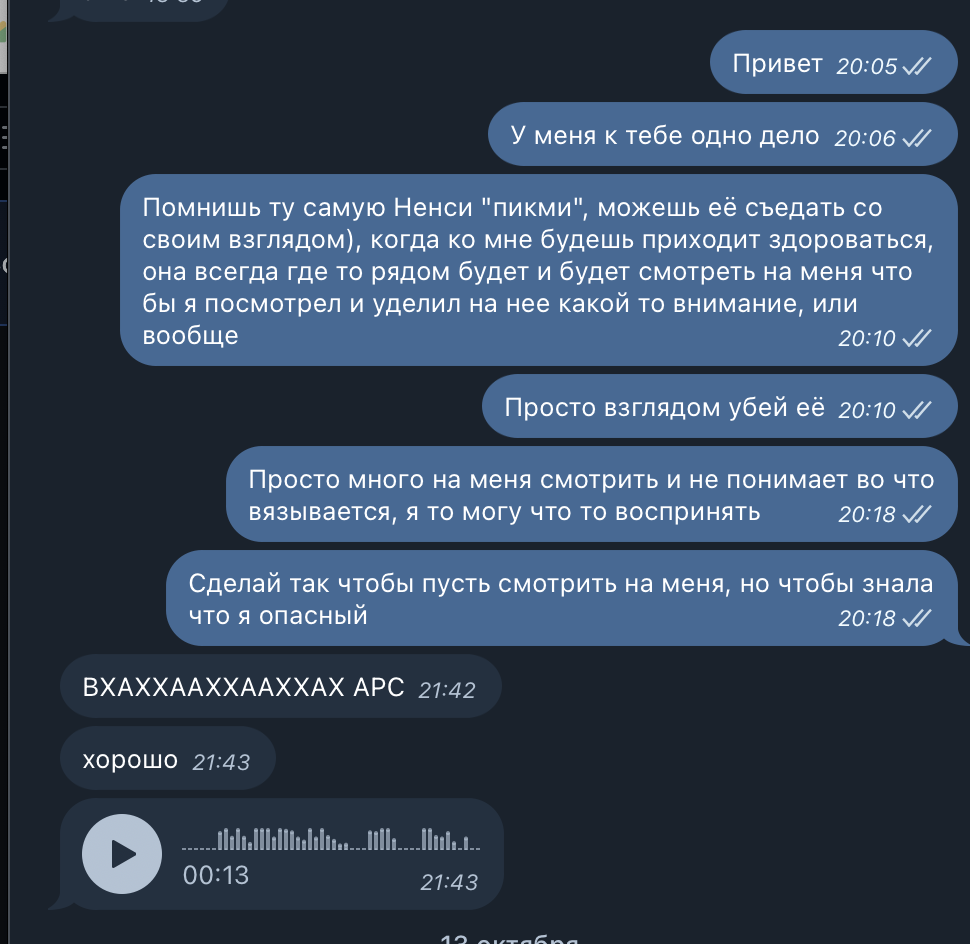 Привет 20:05
У меня к тебе одно дело 20:06
Помнишь ту самую Ненси "пикми", можешь её съедать со
своим взглядом), когда ко мне будешь приходит здороваться,
она всегда где то рядом будет и будет смотреть на меня что
бы я посмотрел и уделил на нее какой то внимание, или
вообще 20:10
Просто взглядом убей её 20:10
Просто много на меня смотрить и не понимает во что
вязывается, я то могу что то воспринять 20:18
Сделай так чтобы пусть смотрить на меня, но чтобы знала
что я опасный 20:18
ВХАХХААХХААХХАХ АРС 21:42
хорошо 21:43
00:13 21:43
13 октября